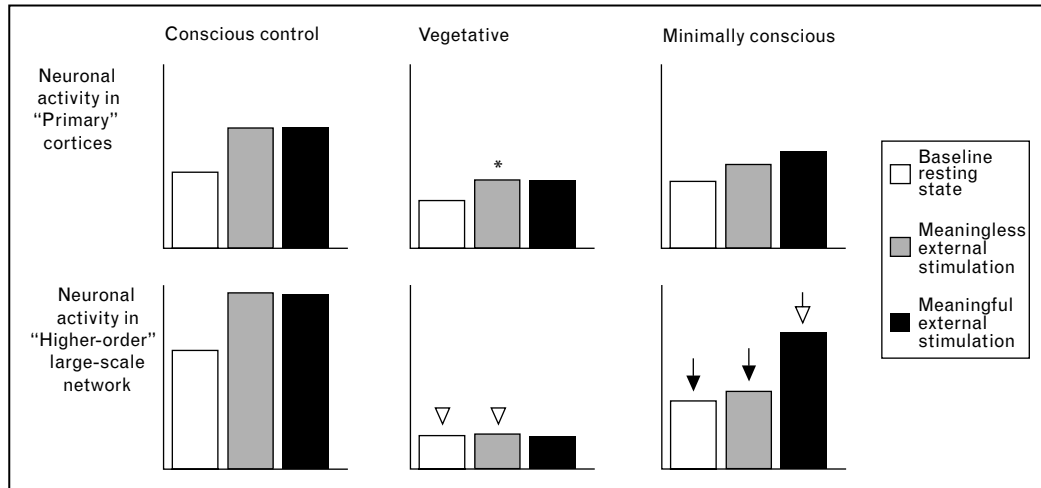 Conscious control
Vegetative
Minimally conscious
Neuronal
activity in
“Primary”
cortices
*
Neuronal
activity in
“Higher-order”
large-scale
network
Baseline
resting
state
Meaningless
external
stimulation
Meaningful
external
stimulation